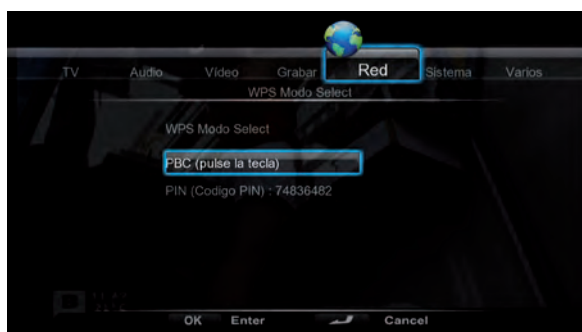 TV Audio Vídeo Grabar Red Sistema Varios
WPS Modo Select
WPS Modo Select
PBC (pulse la tecla)
PIN (Codigo PIN) : 74836482
OK Enter Cancel